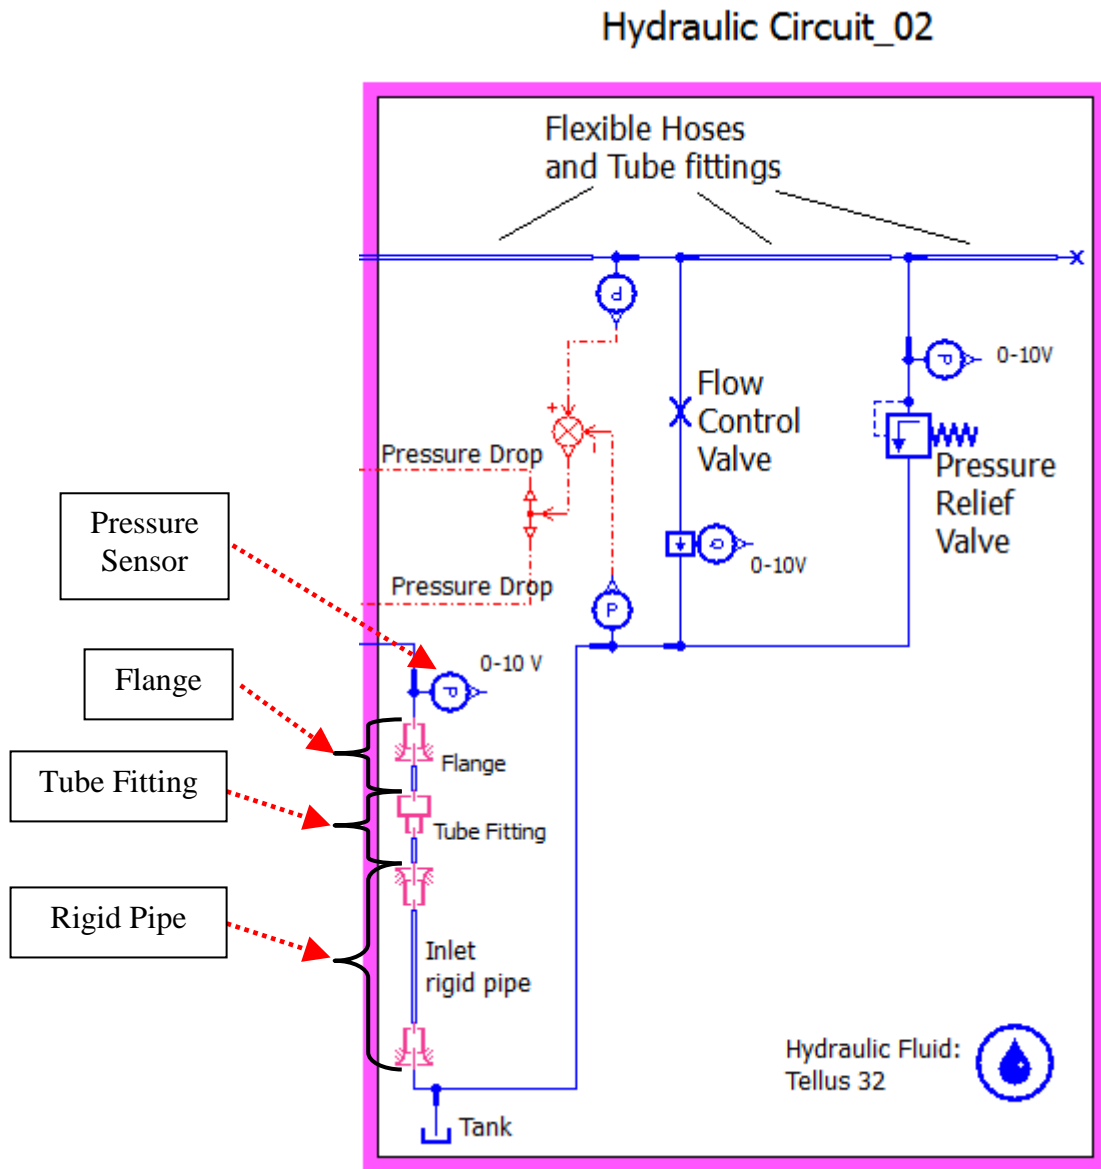 Hydraulic Circuit_02
Flexible Hoses
and Tube fittings
P
P
0-10V
Flow
Control
Valve
+
-
Pressure Drop
Pressure
Relief
Valve
Pressure
Sensor
Q
0-10V
Pressure Drop
P
0-10 V
P
Flange
Flange
Tube Fitting
Tube Fitting
Rigid Pipe
Inlet
rigid pipe
Hydraulic Fluid:
Tellus 32
Tank